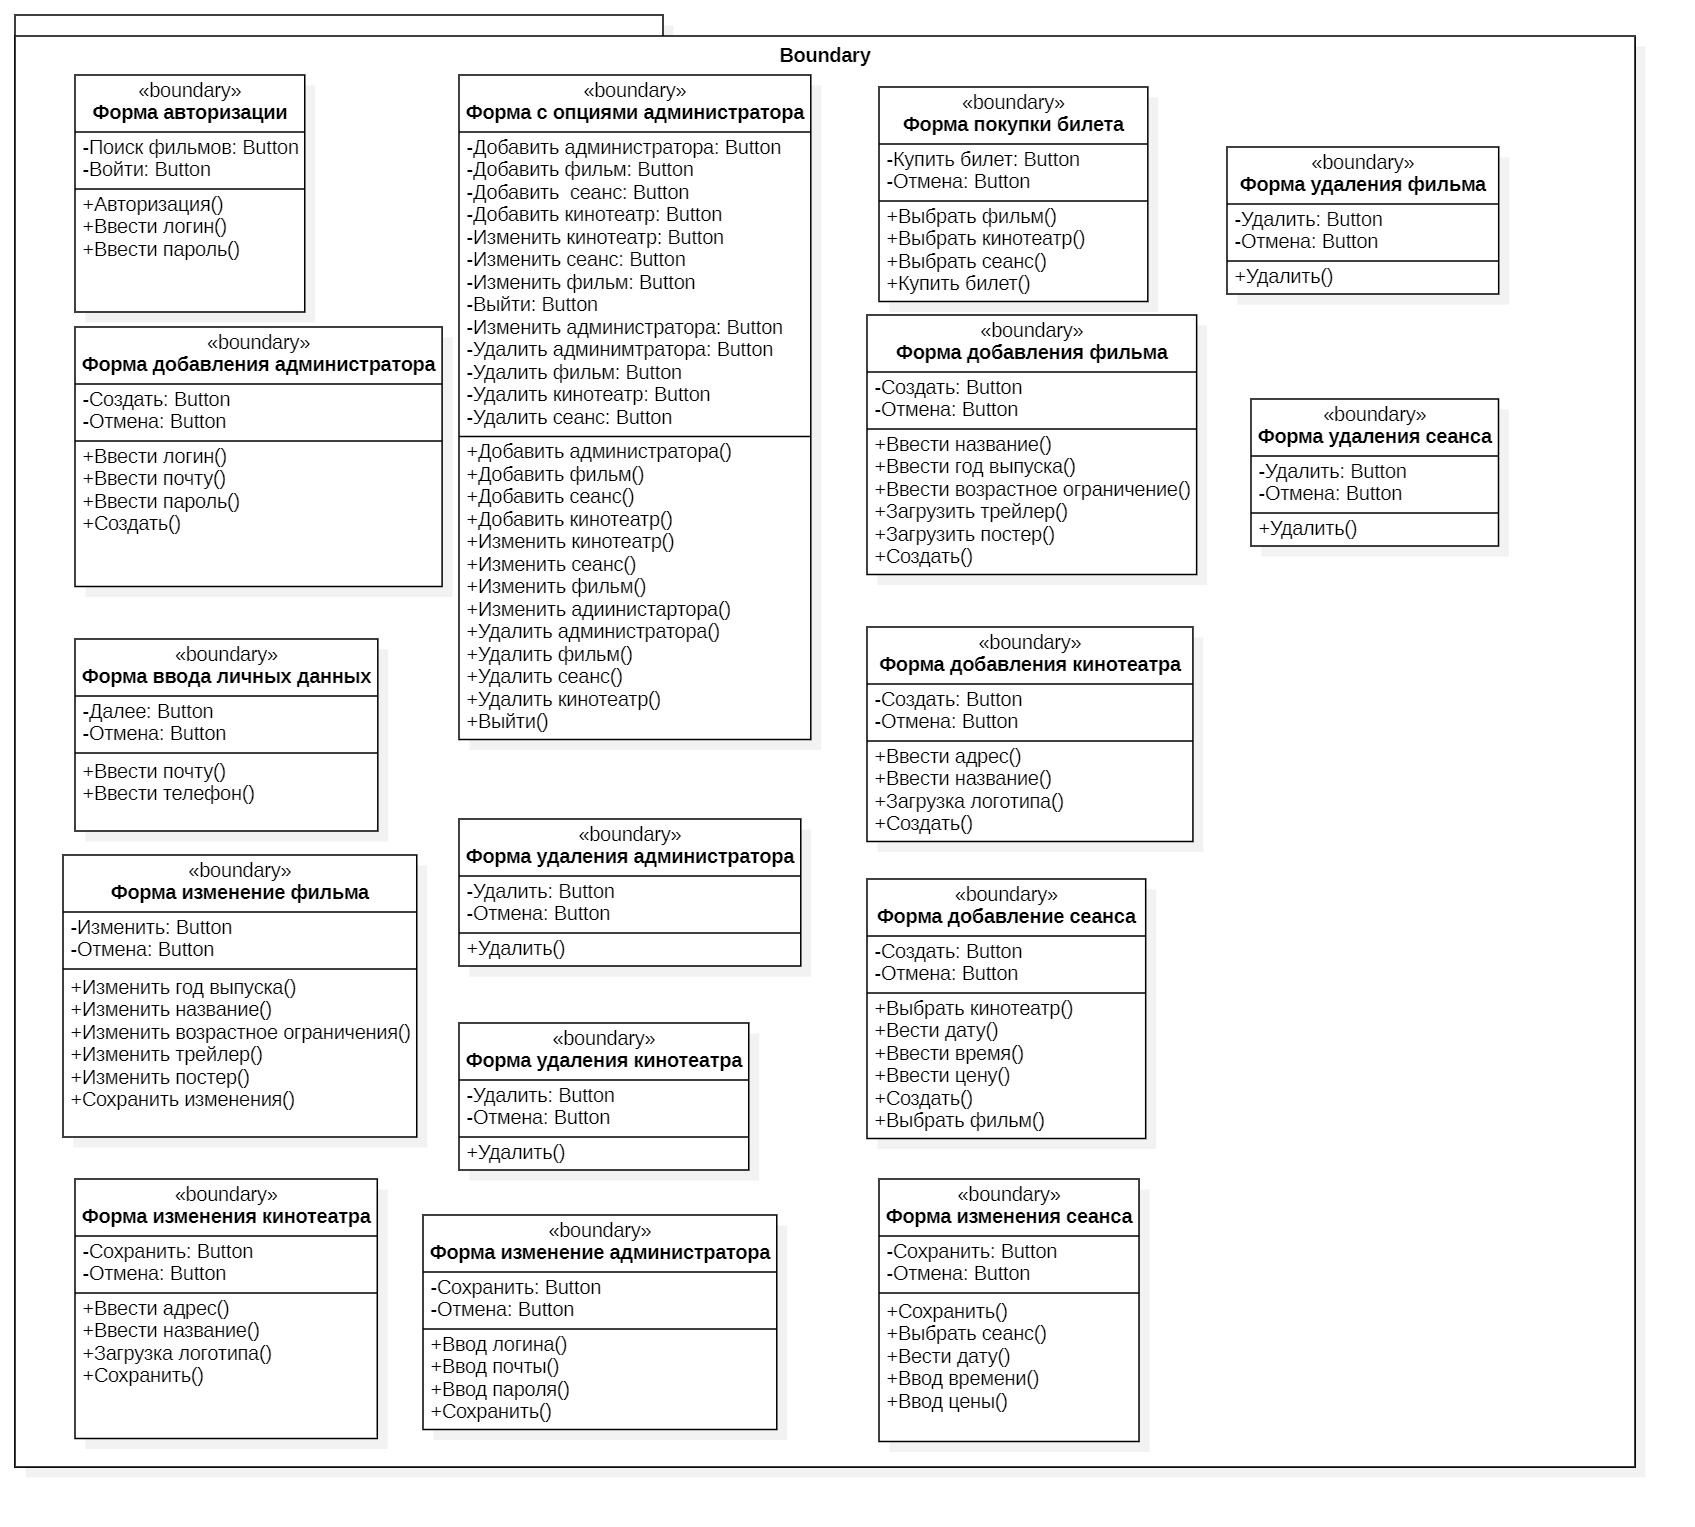 Boundary
«boundary»
Форма авторизации
-Поиск фильмов: Button
-Войти: Button
+Авторизация()
+Ввести логин()
+Ввести пароль()
«boundary»
Форма добавления администратора
-Создать: Button
-Отмена: Button
+Ввести логин()
+Ввести почту()
+Ввести пароль()
+Создать()
«boundary»
Форма ввода личных данных
-Далее: Button
-Отмена: Button
+Ввести почту()
+Ввести телефон()
«boundary»
Форма изменение фильма
-Изменить: Button
-Отмена: Button
+Изменить год выпуска()
+Изменить название()
+Изменить возрастное ограничения()
+Изменить трейлер()
+Изменить постер()
+Сохранить изменения()
«boundary»
Форма изменения кинотеатра
-Сохранить: Button
-Отмена: Button
+Ввести адрес()
+Ввести название()
+Загрузка логотипа()
+Сохранить()
«boundary»
Форма с опциями администратора
-Добавить администратора: Button
-Добавить фильм: Button
-Добавить  сеанс: Button
-Добавить кинотеатр: Button
-Изменить кинотеатр: Button
-Изменить сеанс: Button
-Изменить фильм: Button
-Выйти: Button
-Изменить администратора: Button
-Удалить админимтратора: Button
-Удалить фильм: Button
-Удалить кинотеатр: Button
-Удалить сеанс: Button
+Добавить администратора()
+Добавить фильм()
+Добавить сеанс()
+Добавить кинотеатр()
+Изменить кинотеатр()
+Изменить сеанс()
+Изменить фильм()
+Изменить адиинистартора()
+Удалить администратора()
+Удалить фильм()
+Удалить сеанс()
+Удалить кинотеатр()
+Выйти()
«boundary»
Форма удаления администратора
-Удалить: Button
-Отмена: Button
+Удалить()
«boundary»
Форма удаления кинотеатра
-Удалить: Button
-Отмена: Button
+Удалить()
«boundary»
Форма изменение администратора
-Сохранить: Button
-Отмена: Button
+Ввод логина()
+Ввод почты()
+Ввод пароля()
+Сохранить()
«boundary»
Форма покупки билета
-Купить билет: Button
-Отмена: Button
+Выбрать фильм()
+Выбрать кинотеатр()
+Выбрать сеанс()
+Купить билет()
«boundary»
Форма добавления фильма
-Создать: Button
-Отмена: Button
+Ввести название()
+Ввести год выпуска()
+Ввести возрастное ограничение()
+Загрузить трейлер()
+Загрузить постер()
+Создать()
«boundary»
Форма добавления кинотеатра
-Создать: Button
-Отмена: Button
+Ввести адрес()
+Ввести название()
+Загрузка логотипа()
+Создать()
«boundary»
Форма добавление сеанса
-Создать: Button
-Отмена: Button
+Выбрать кинотеатр()
+Вести дату()
+Ввести время()
+Ввести цену()
+Создать()
+Выбрать фильм()
«boundary»
Форма изменения сеанса
-Сохранить: Button
-Отмена: Button
+Сохранить()
+Выбрать сеанс()
+Вести дату()
+Ввод времени()
+Ввод цены()
«boundary»
Форма удаления фильма
-Удалить: Button
-Отмена: Button
+Удалить()
«boundary»
Форма удаления сеанса
-Удалить: Button
-Отмена: Button
+Удалить()